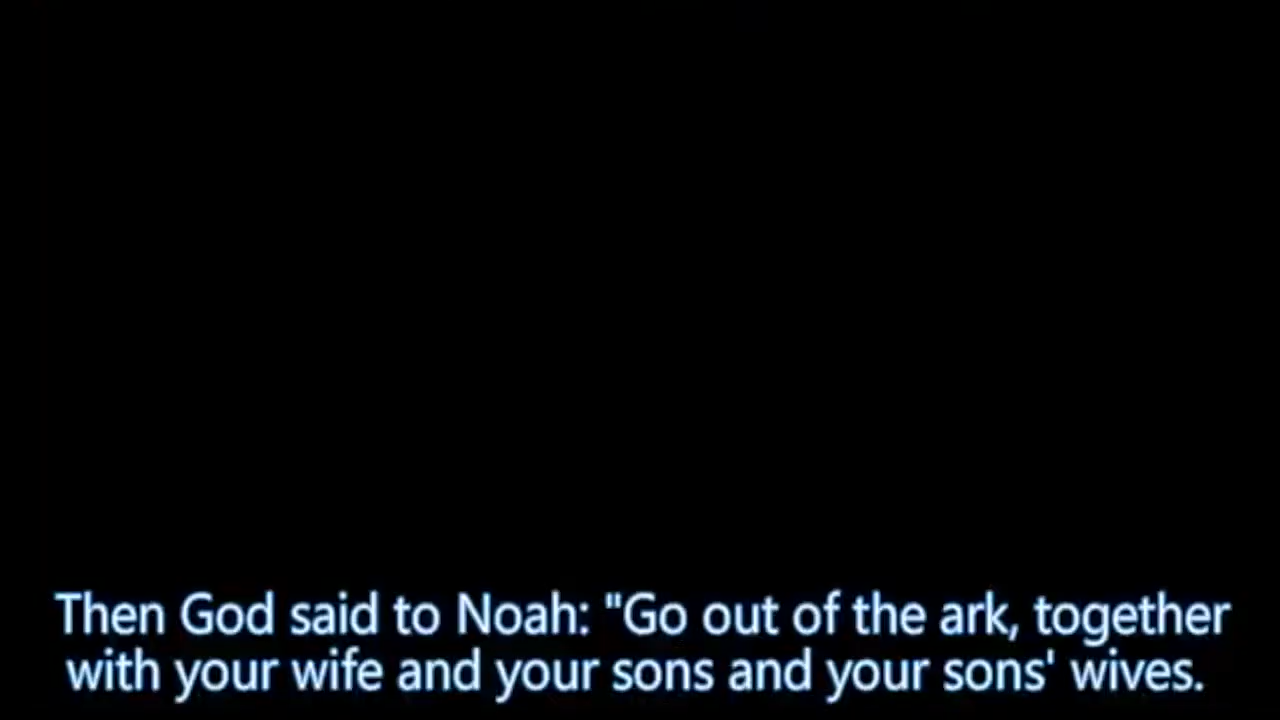 Then God said to Noah: "Go out of the ark, together
with your wife and your sons and your sons' wives.